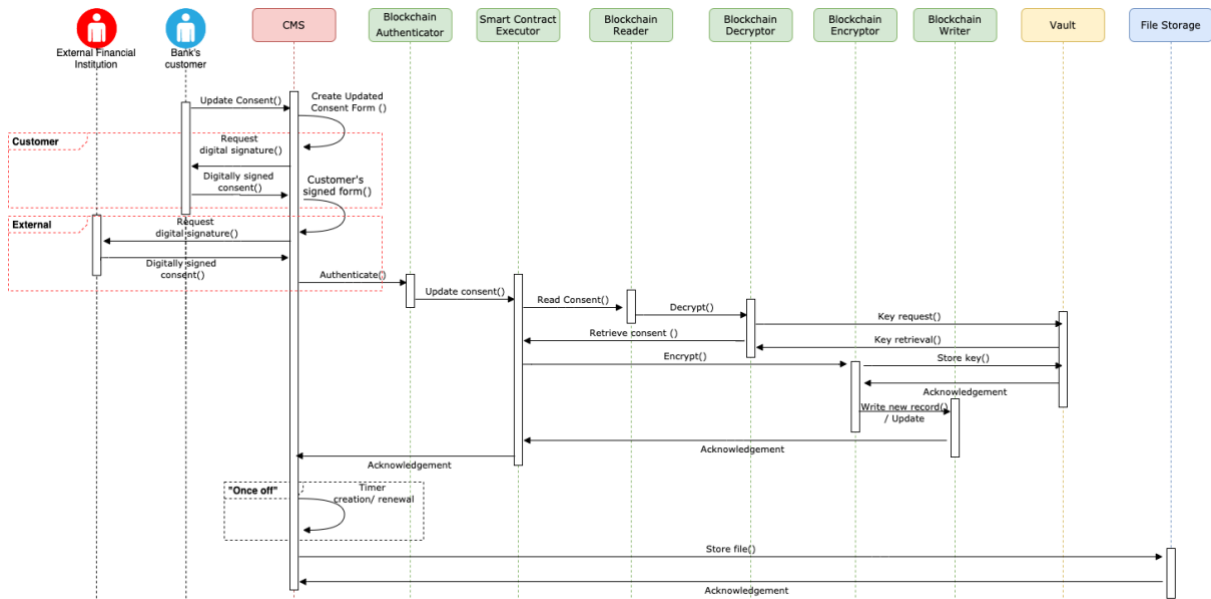 External Financial
Institution
Bank's
customer
CMS
Blockchain
Authenticator
Smart Contract
Executor
Blockchain
Reader
Blockchain
Decryptor
Blockchain
Encryptor
Blockchain
Writer
Vault
File Storage
Update Consent()
Create Updated
Consent Form ()
Customer
Request
digital signature()
Digitally signed
consent()
Customer's
signed form()
External
Request
digital signature()
Digitally signed
consent()
Authenticate()
Update consent()
Read Consent()
Decrypt()
Key request()
Retrieve consent ()
Key retrieval()
Encrypt()
Store key()
Acknowledgement
Write new record()
/ Update
Acknowledgement
Acknowledgement
"Once off"
Timer
creation/ renewal
Store file()
Acknowledgement